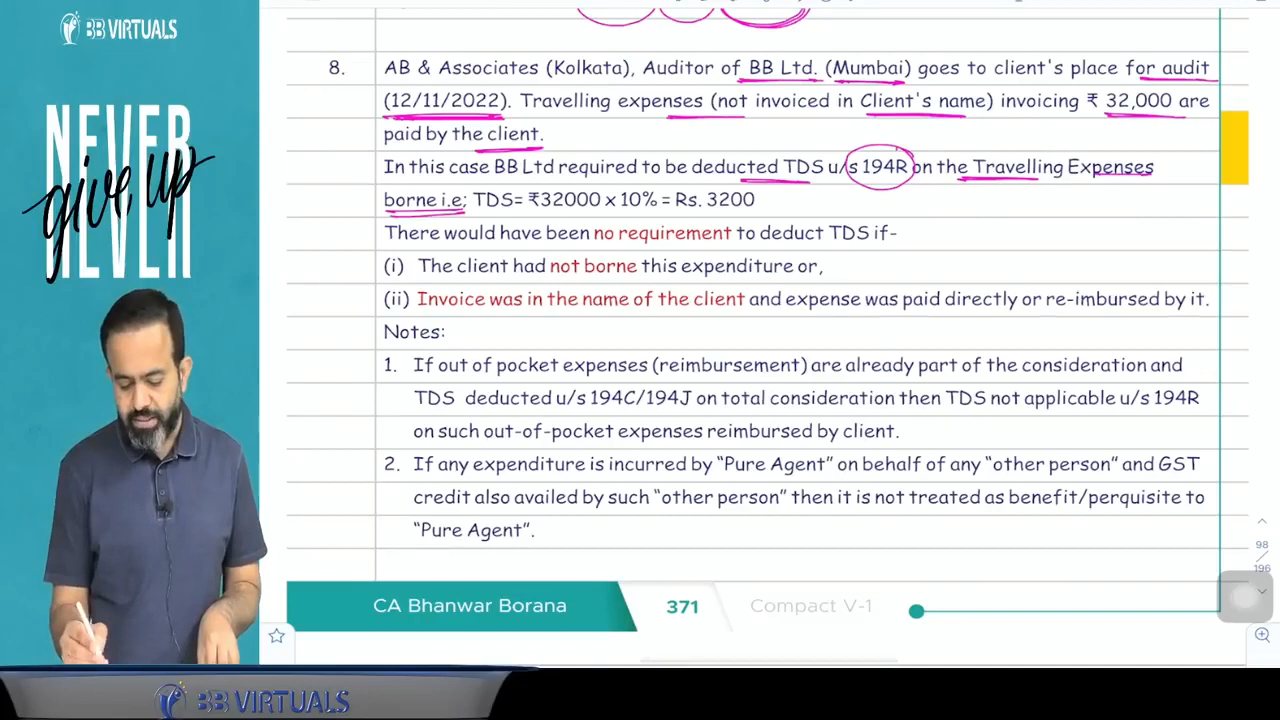 BB VIRTUALS
NEVER
give up
NEVER
8. AB & Associates (Kolkata), Auditor of BB Ltd. (Mumbai) goes to client's place for audit
(12/11/2022). Travelling expenses (not invoiced in Client's name) invoicing ₹ 32,000 are
paid by the client.
In this case BB Ltd required to be deducted TDS u/s 194R on the Travelling Expenses
borne i.e; TDS= ₹32000 x 10% = Rs. 3200
There would have been no requirement to deduct TDS if-
(i) The client had not borne this expenditure or,
(ii) Invoice was in the name of the client and expense was paid directly or re-imbursed by it.
Notes:
1. If out of pocket expenses (reimbursement) are already part of the consideration and
TDS deducted u/s 194C/194J on total consideration then TDS not applicable u/s 194R
on such out-of-pocket expenses reimbursed by client.
2. If any expenditure is incurred by “Pure Agent” on behalf of any “other person” and GST
credit also availed by such “other person” then it is not treated as benefit/perquisite to
“Pure Agent”.
98
196
CA Bhanwar Borana 371 Compact V-1
BB VIRTUALS